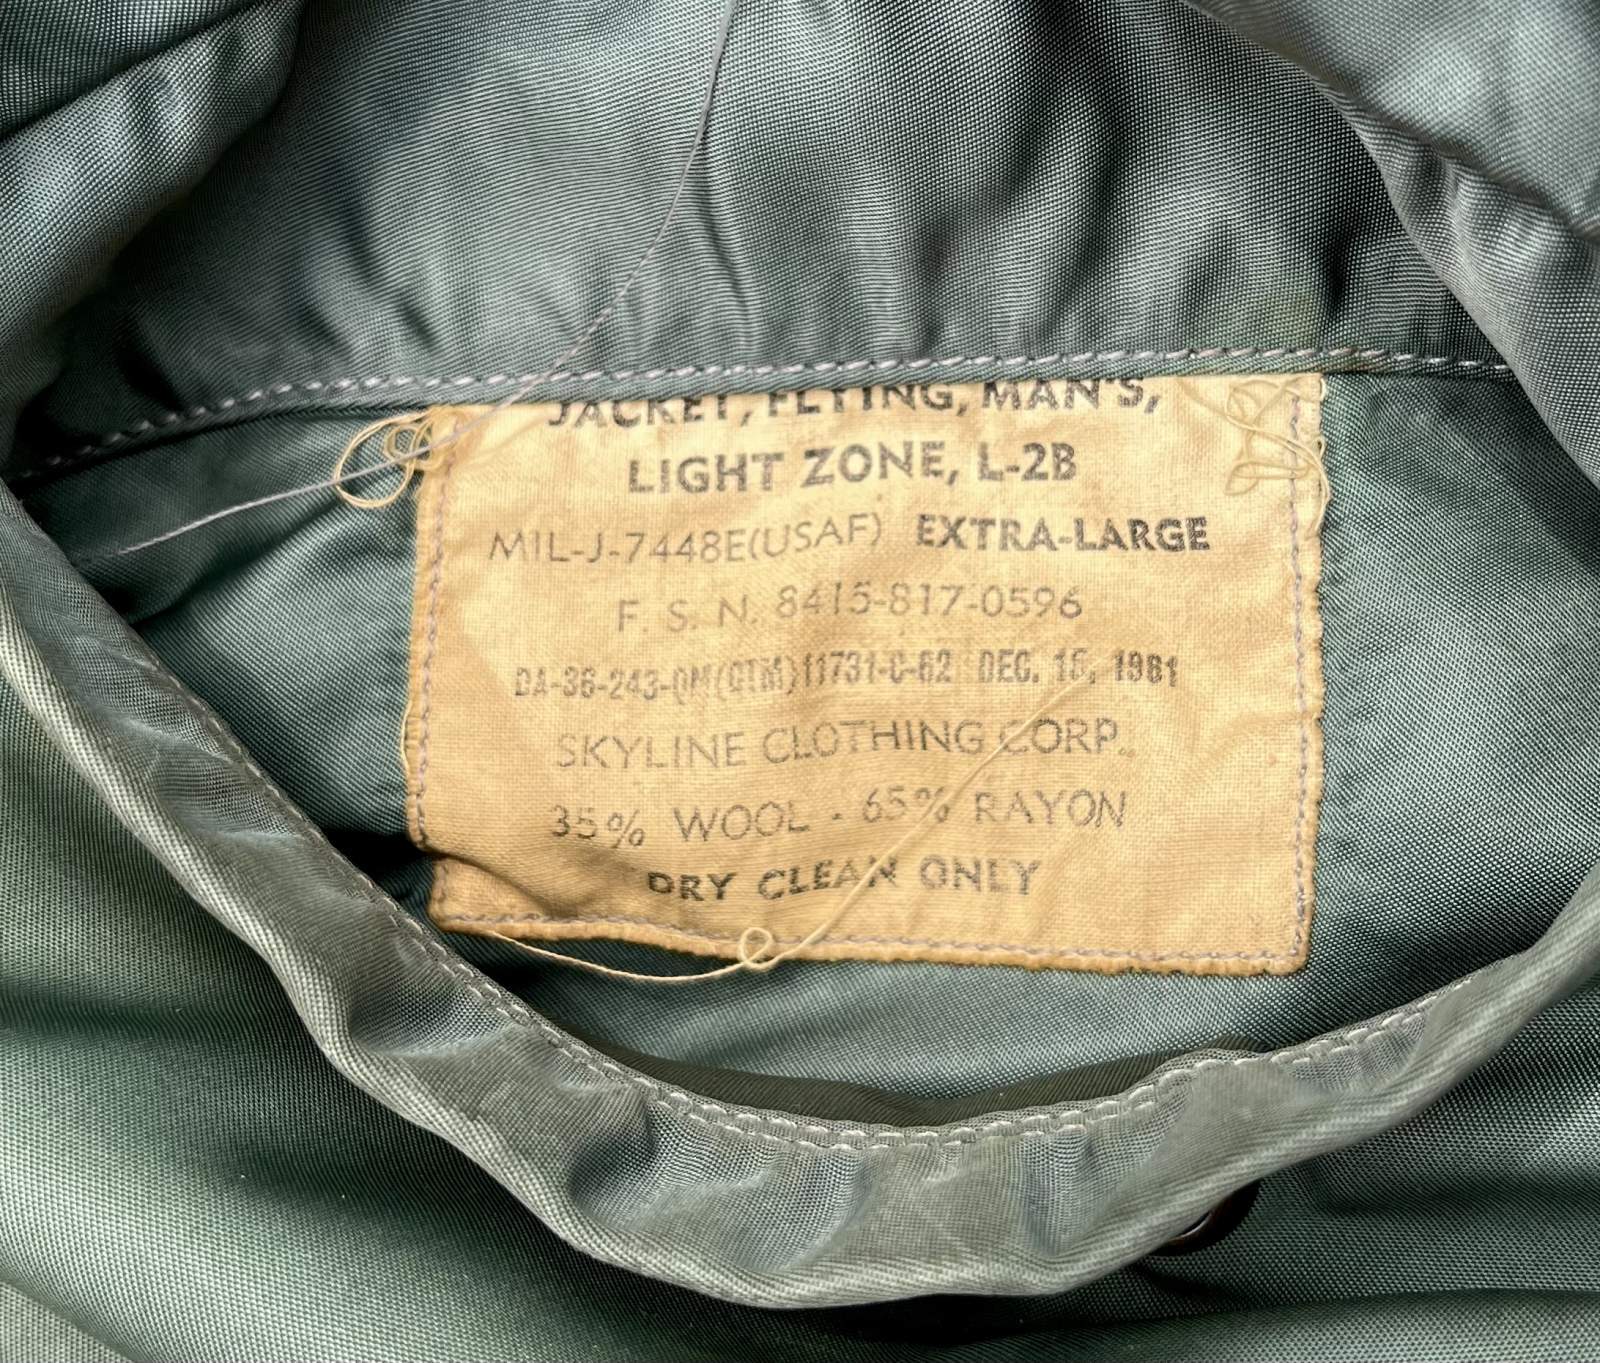 JACKET, FLYING, MAN'S,
LIGHT ZONE, L-2B
MIL-J-7448E(USAF) EXTRA-LARGE
F. S. N. 8415-817-0596
DA-36-243-QM(CTM)11731-C-62 DEC. 15, 1961
SKYLINE CLOTHING CORP.
35% WOOL - 65% RAYON
DRY CLEAN ONLY